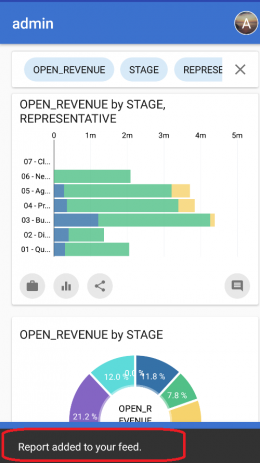 admin
OPEN_REVENUE STAGE REPRESE
OPEN_REVENUE by STAGE,
REPRESENTATIVE
0 1m 2m 3m 4m 5m
07 - Cl...
06 - Ne...
05 - Ag...
04 - Pr...
03 - Bu...
02 - Di...
01 - Qu...
OPEN_REVENUE by STAGE
12.0 % 0.0 % 11.8 %
7.8 %
21.2 %
OPEN_R
EVENUE
Report added to your feed.